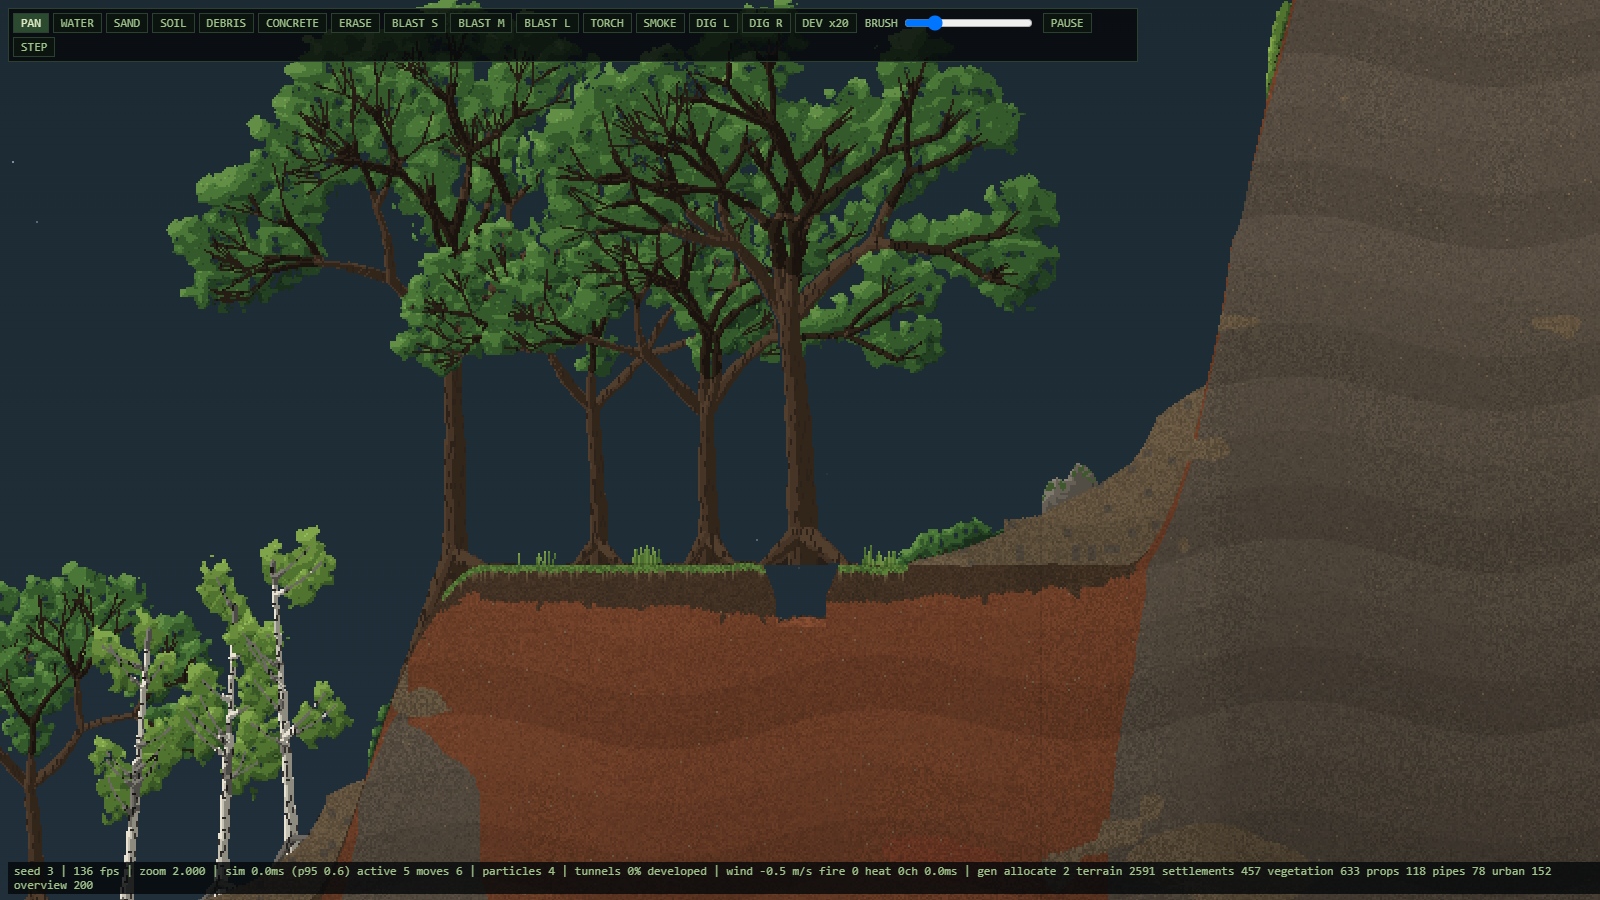 PAN WATER SAND SOIL DEBRIS CONCRETE ERASE BLAST S BLAST M BLAST L TORCH SMOKE DIG L DIG R DEV x20 BRUSH PAUSE
STEP
seed 3 | 136 fps | zoom 2.000 | sim 0.0ms (p95 0.6) active 5 moves 6 | particles 4 | tunnels 0% developed | wind -0.5 m/s fire 0 heat 0ch 0.0ms | gen allocate 2 terrain 2591 settlements 457 vegetation 633 props 118 pipes 78 urban 152
overview 200